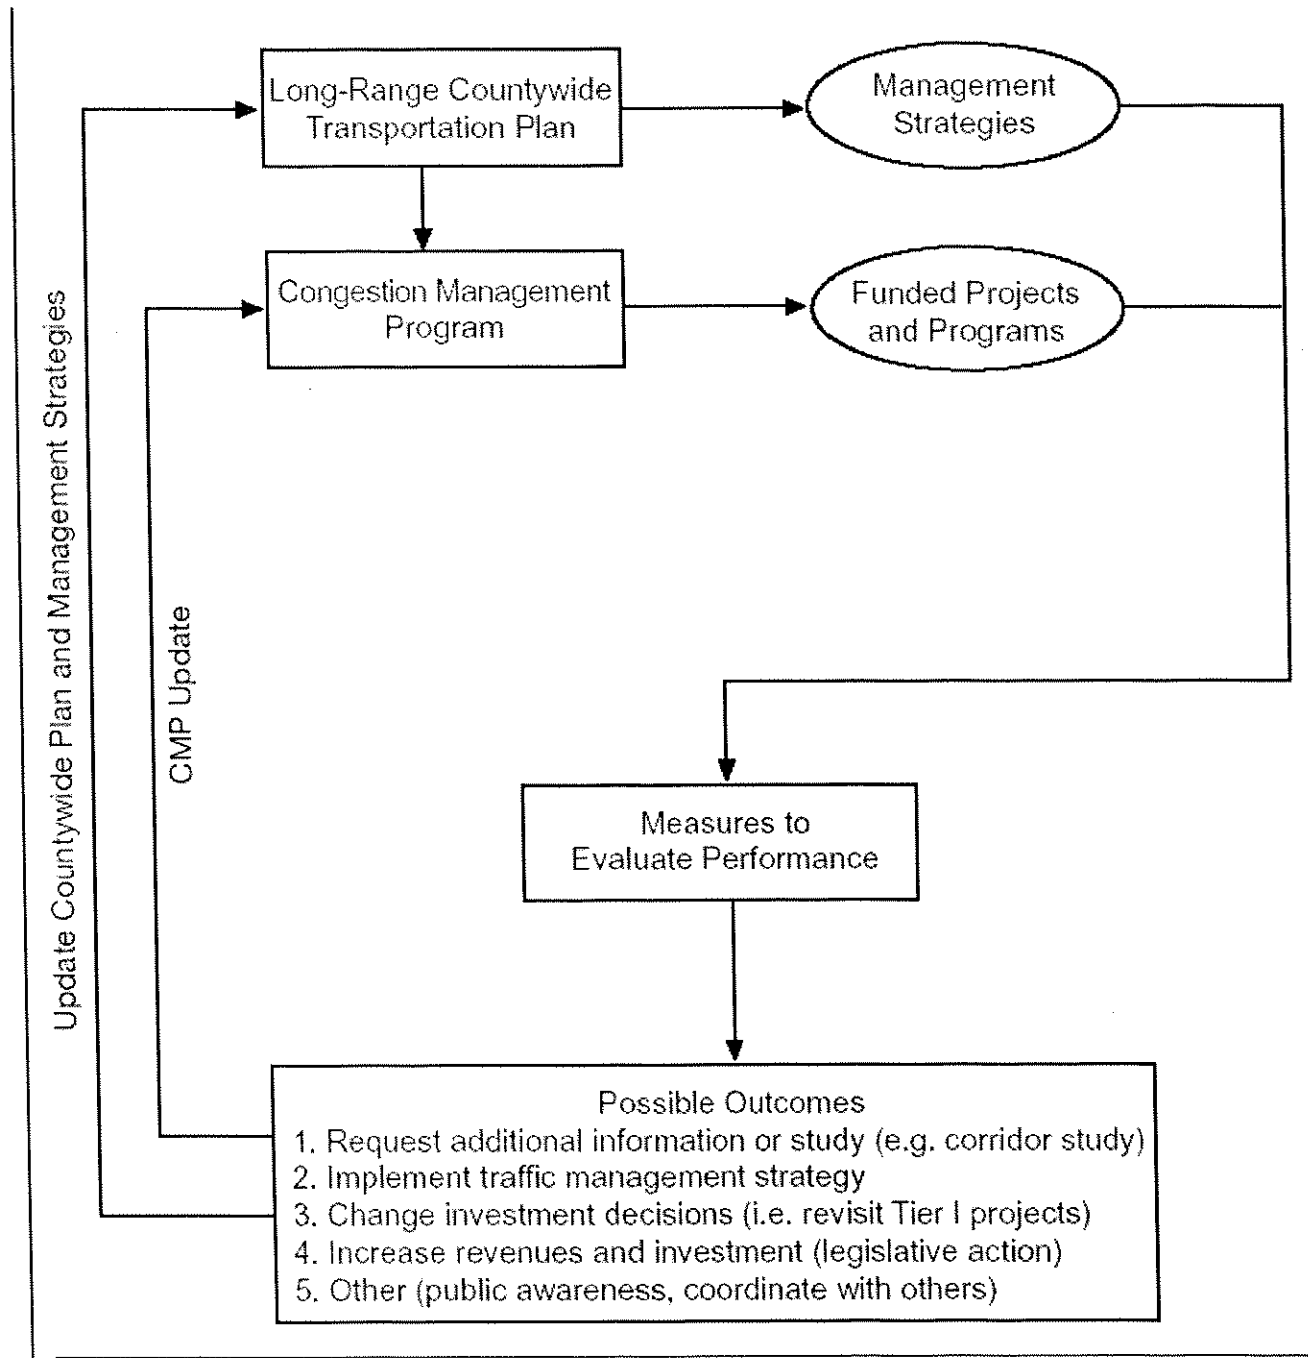 Long-Range Countywide
Transportation Plan
Management
Strategies
Congestion Management
Program
Funded Projects
and Programs
Update Countywide Plan and Management Strategies
CMP Update
Measures to
Evaluate Performance
Possible Outcomes
1. Request additional information or study (e.g. corridor study)
2. Implement traffic management strategy
3. Change investment decisions (i.e. revisit Tier I projects)
4. Increase revenues and investment (legislative action)
5. Other (public awareness, coordinate with others)